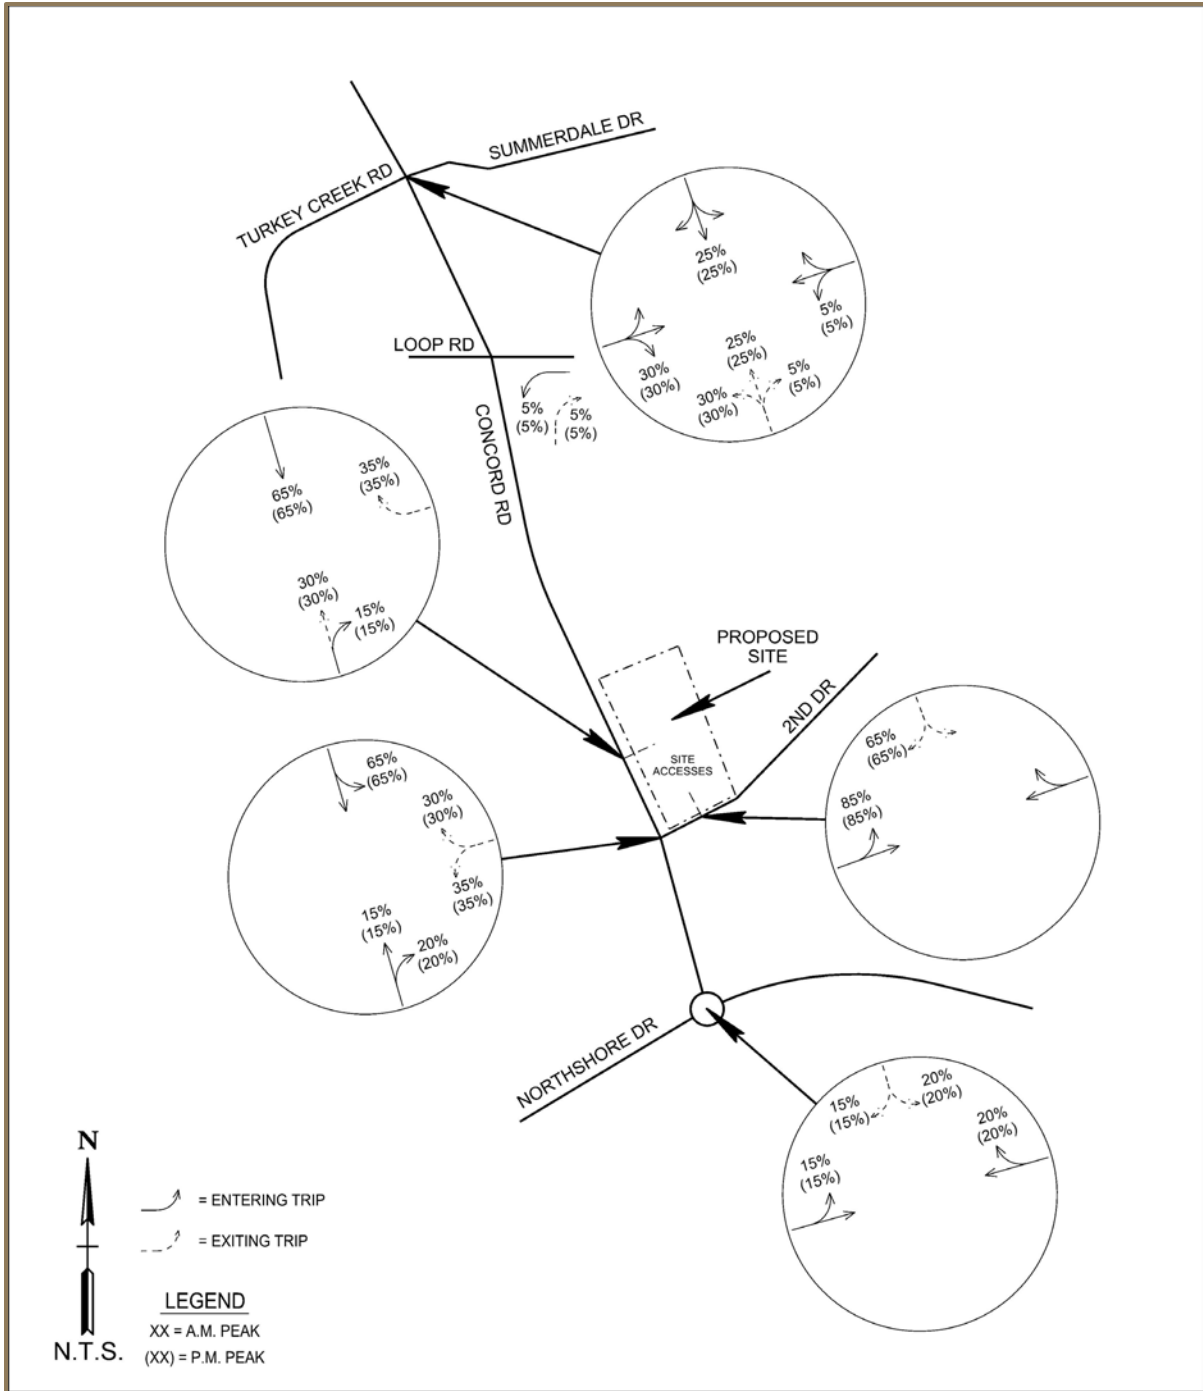 SUMMERDALE DR
TURKEY CREEK RD
25%
(25%)
5%
(5%)
30%
(30%)
25%
(25%)
5%
(5%)
30%
(30%)
LOOP RD
5%
(5%)
5%
(5%)
CONCORD RD
65%
(65%)
35%
(35%)
30%
(30%)
15%
(15%)
PROPOSED
SITE
2ND DR
SITE
ACCESSES
65%
(65%)
85%
(85%)
65%
(65%)
30%
(30%)
35%
(35%)
15%
(15%)
20%
(20%)
NORTHSHORE DR
15%
(15%)
20%
(20%)
20%
(20%)
15%
(15%)
N
N.T.S.
= ENTERING TRIP
= EXITING TRIP
LEGEND
XX = A.M. PEAK
(XX) = P.M. PEAK